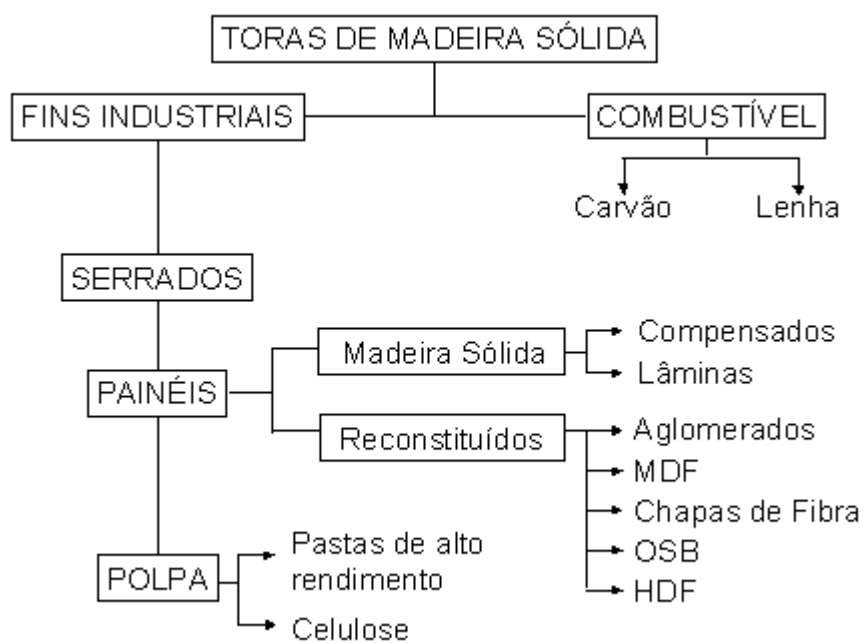 TORAS DE MADEIRA SÓLIDA
FINS INDUSTRIAIS
COMBUSTÍVEL
Carvão
Lenha
SERRADOS
PAINÉIS
Madeira Sólida
Compensados
Lâminas
Reconstituídos
Aglomerados
MDF
Chapas de Fibra
OSB
HDF
POLPA
Pastas de alto
rendimento
Celulose